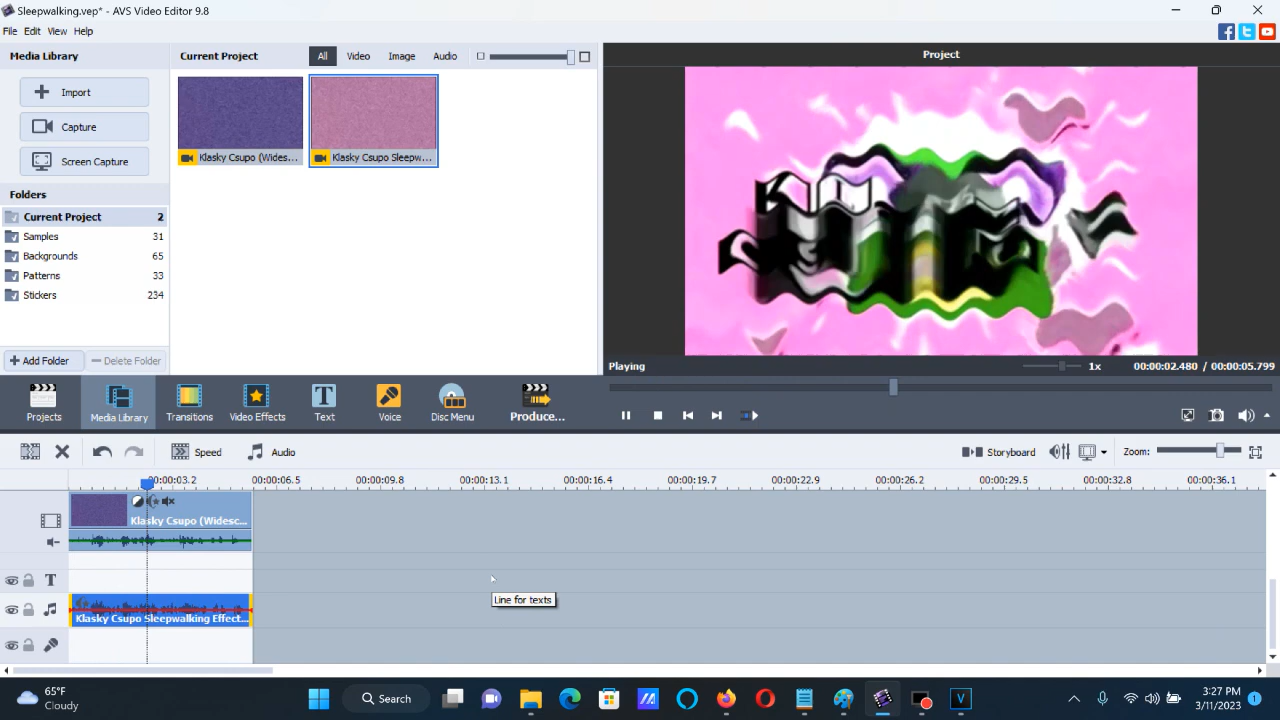 Sleepwalking.vep* - AVS Video Editor 9.8
File Edit View Help
Media Library
Import
Capture
Screen Capture
Folders
Current Project 2
Samples 31
Backgrounds 65
Patterns 33
Stickers 234
Add Folder
Delete Folder
Current Project
All Video Image Audio
Klasky Csupo (Wides...
Klasky Csupo Sleepw...
Project
Playing
1x
00:00:02.480 / 00:00:05.799
Projects
Media Library
Transitions
Video Effects
Text
Voice
Disc Menu
Produce...
Speed
Audio
Storyboard
Zoom:
00:00:03.2 00:00:06.5 00:00:09.8 00:00:13.1 00:00:16.4 00:00:19.7 00:00:22.9 00:00:26.2 00:00:29.5 00:00:32.8 00:00:36.1
Klasky Csupo (Widesc...
T
Line for texts
Klasky Csupo Sleepwalking Effect...
65°F
Cloudy
Search
3:27 PM
3/11/2023
1